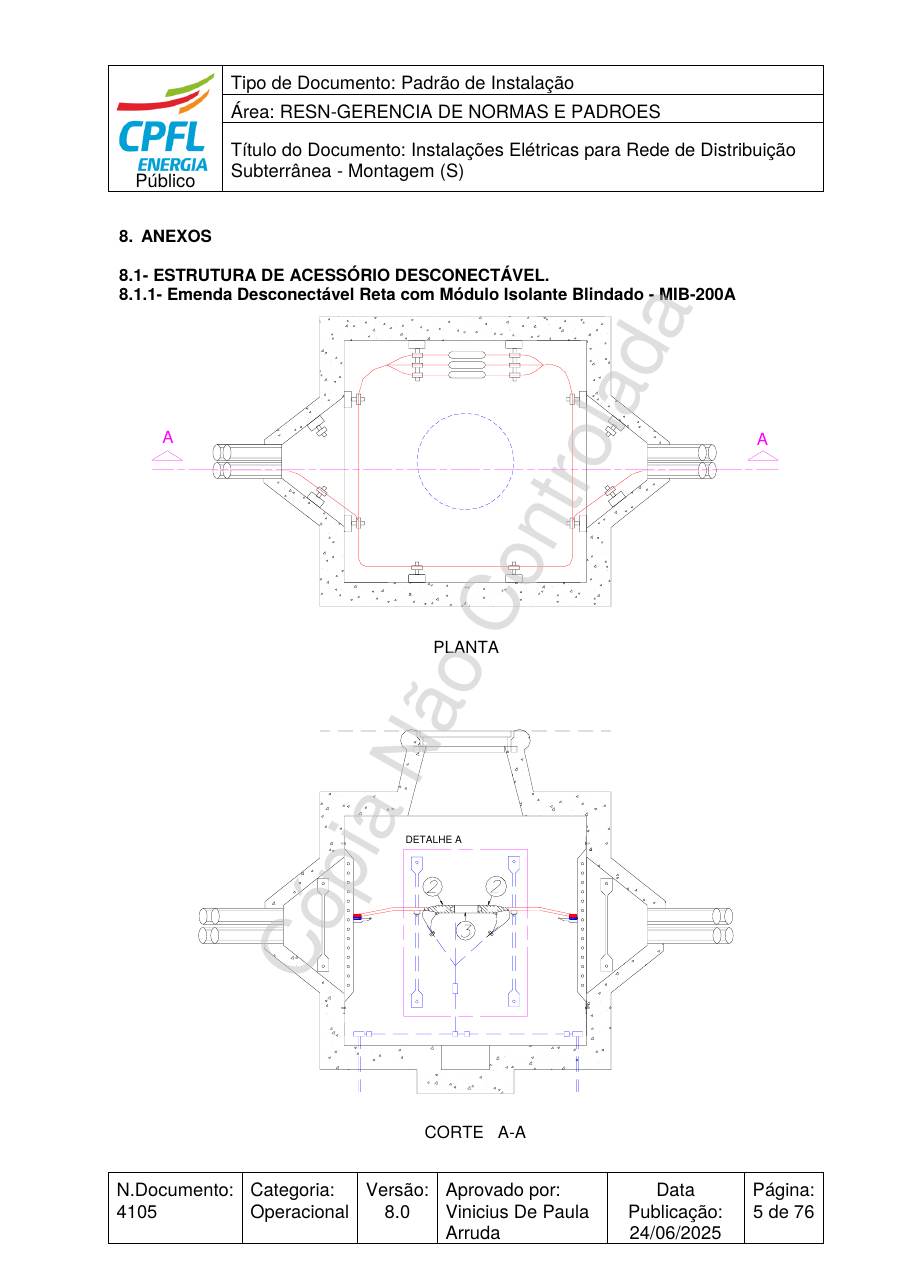 Tipo de Documento: Padrão de Instalação
Área: RESN-GERENCIA DE NORMAS E PADROES
CPFL
ENERGIA
Público
Título do Documento: Instalações Elétricas para Rede de Distribuição
Subterrânea - Montagem (S)
8. ANEXOS
8.1- ESTRUTURA DE ACESSÓRIO DESCONECTÁVEL.
8.1.1- Emenda Desconectável Reta com Módulo Isolante Blindado - MIB-200A
A
A
PLANTA
Cópia Não Controlada
DETALHE A
2
2
3
CORTE A-A
N.Documento:
4105
Categoria:
Operacional
Versão:
8.0
Aprovado por:
Vinicius De Paula
Arruda
Data
Publicação:
24/06/2025
Página:
5 de 76